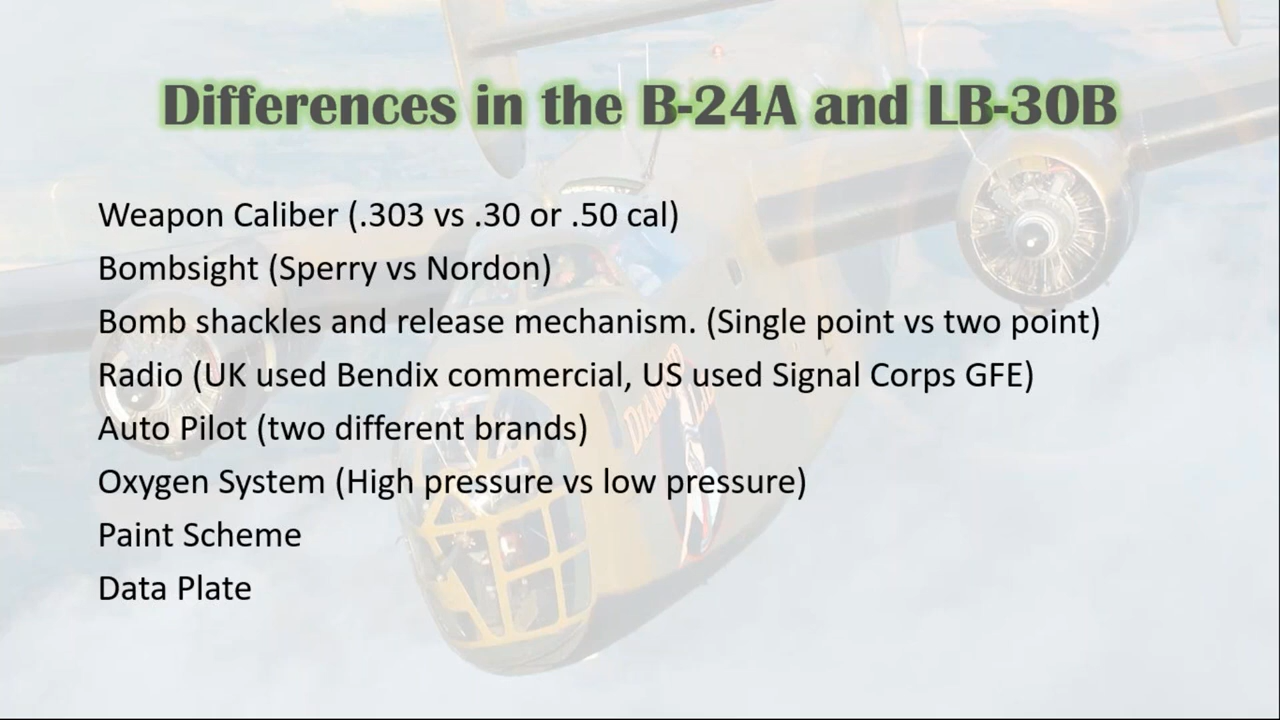 Differences in the B-24A and LB-30B
Weapon Caliber (.303 vs .30 or .50 cal)
Bombsight (Sperry vs Nordon)
Bomb shackles and release mechanism. (Single point vs two point)
Radio (UK used Bendix commercial, US used Signal Corps GFE)
Auto Pilot (two different brands)
Oxygen System (High pressure vs low pressure)
Paint Scheme
Data Plate